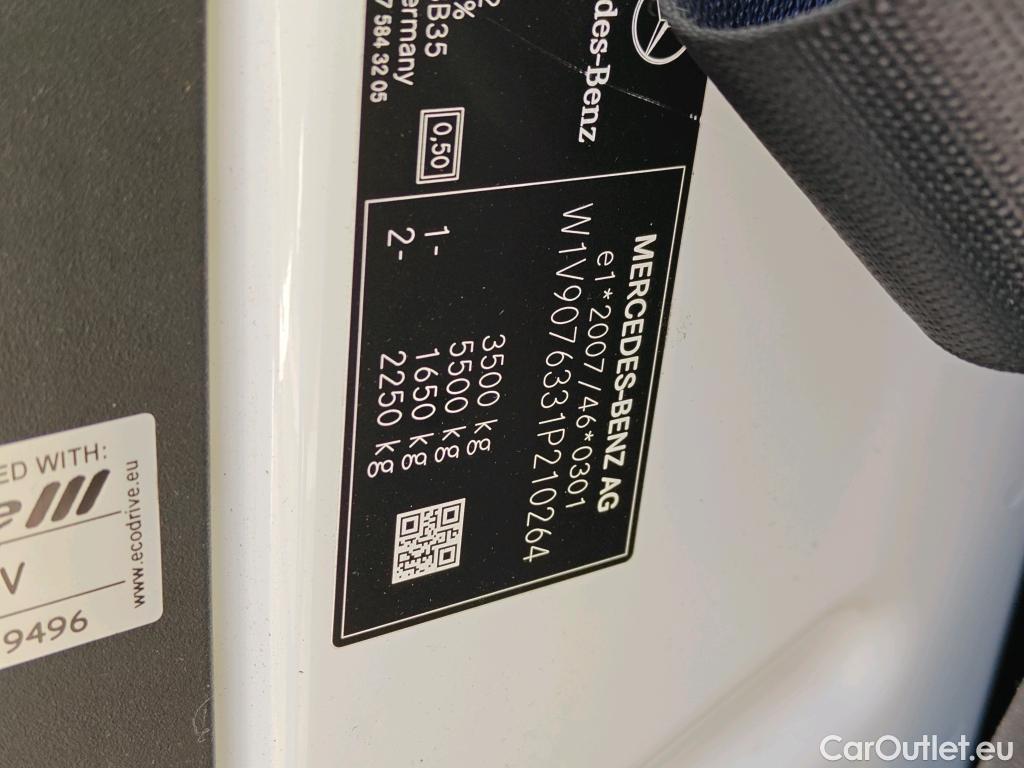 des-Benz
2
%
B35
ermany
7 584 32 05
0,50
MERCEDES-BENZ AG
e1*2007/46*0301
W1V9076331P210264
3500 kg
5500 kg
1- 1650 kg
2- 2250 kg
ED WITH:
www.ecodrive.eu
V
9496
CarOutlet.eu